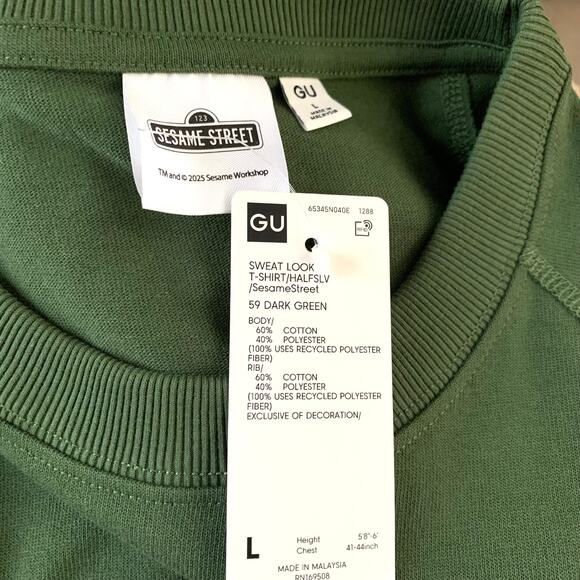 123
SESAME STREET
TM and © 2025 Sesame Workshop
GU
L
MADE IN
MALAYSIA
GU
65345N040E 1288
RFID
SWEAT LOOK
T-SHIRT/HALFSLV
/SesameStreet
59 DARK GREEN
BODY/
60% COTTON
40% POLYESTER
(100% USES RECYCLED POLYESTER
FIBER)
RIB/
60% COTTON
40% POLYESTER
(100% USES RECYCLED POLYESTER
FIBER)
EXCLUSIVE OF DECORATION/
L Height 5'8"-6'
Chest 41-44inch
MADE IN MALAYSIA
RN169508